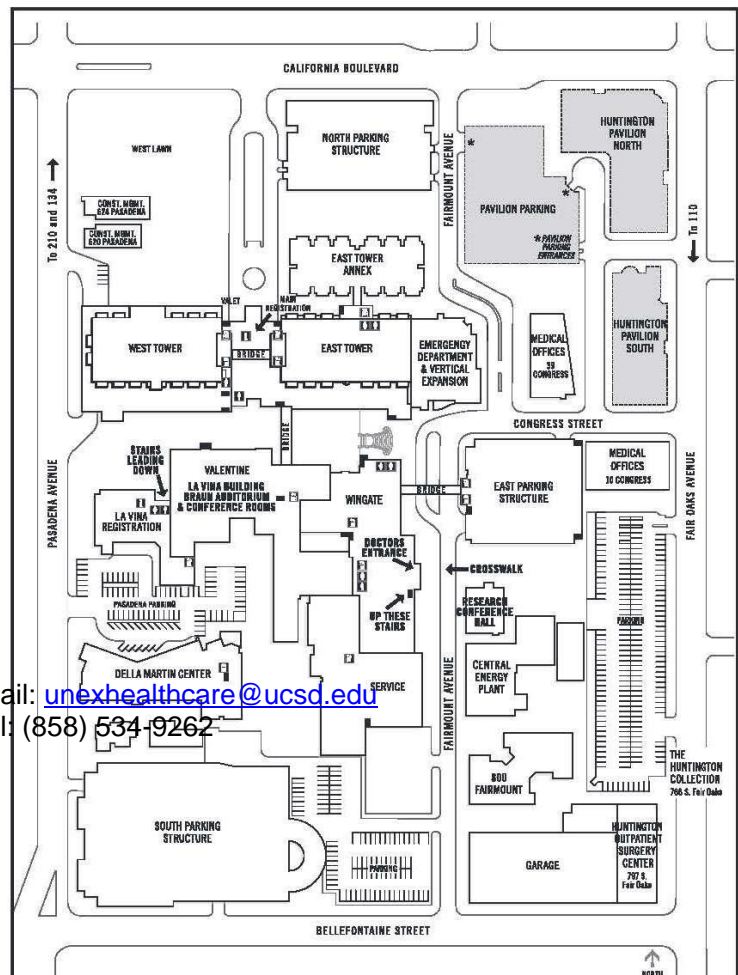 CALIFORNIA BOULEVARD
WEST LAWN
NORTH PARKING
STRUCTURE
FAIRMOUNT AVENUE
HUNTINGTON
PAVILION
NORTH
PAVILION PARKING
* PAVILION
PARKING
ENTRANCES
To 210 and 134
CONST. MGMT.
624 PASADENA
CONST. MGMT.
620 PASADENA
To 110
EAST TOWER
ANNEX
VALET
MAIN
REGISTRATION
WEST TOWER
BRIDGE
EAST TOWER
EMERGENCY
DEPARTMENT
& VERTICAL
EXPANSION
MEDICAL
OFFICES
39
CONGRESS
HUNTINGTON
PAVILION
SOUTH
CONGRESS STREET
BRIDGE
STAIRS
LEADING
DOWN
VALENTINE
LA VINA BUILDING
BRAUN AUDITORIUM
& CONFERENCE ROOMS
LA VINA
REGISTRATION
WINGATE
BRIDGE
EAST PARKING
STRUCTURE
MEDICAL
OFFICES
10 CONGRESS
PASADENA AVENUE
FAIR OAKS AVENUE
DOCTORS
ENTRANCE
CROSSWALK
UP THESE
STAIRS
RESEARCH
CONFERENCE
HALL
PASADENA PARKING
PARKING
DELLA MARTIN CENTER
SERVICE
CENTRAL
ENERGY
PLANT
ail: unexhealthcare@ucsd.edu
l: (858) 534-9262
FAIRMOUNT AVENUE
800
FAIRMOUNT
THE
HUNTINGTON
COLLECTION
766 S. Fair Oaks
SOUTH PARKING
STRUCTURE
PARKING
GARAGE
HUNTINGTON
OUTPATIENT
SURGERY
CENTER
797 S.
Fair Oaks
BELLEFONTAINE STREET
NORTH